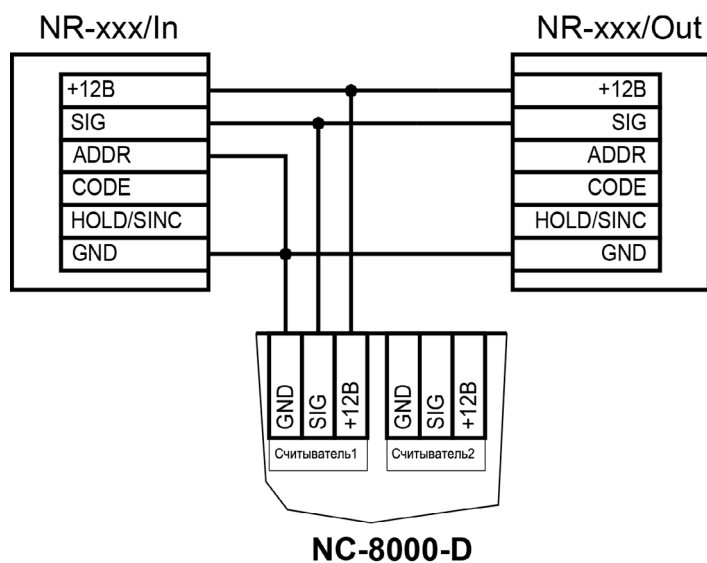 NR-xxx/In
NR-xxx/Out
+12В
SIG
ADDR
CODE
HOLD/SINC
GND
+12В
SIG
ADDR
CODE
HOLD/SINC
GND
GND
SIG
+12В
GND
SIG
+12В
Считыватель1
Считыватель2
NC-8000-D